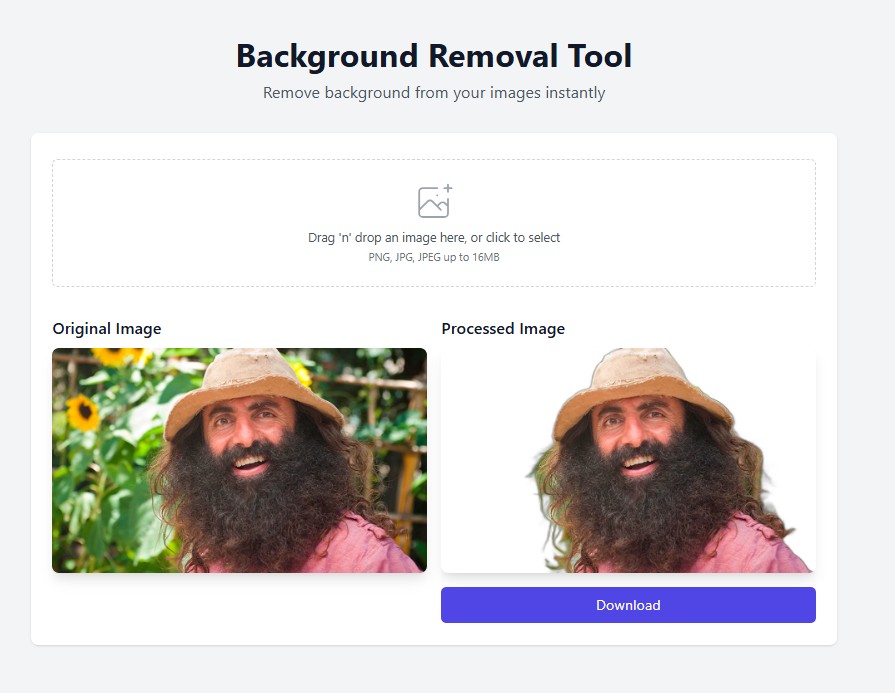 Background Removal Tool
Remove background from your images instantly
Drag 'n' drop an image here, or click to select
PNG, JPG, JPEG up to 16MB
Original Image
Processed Image
Download